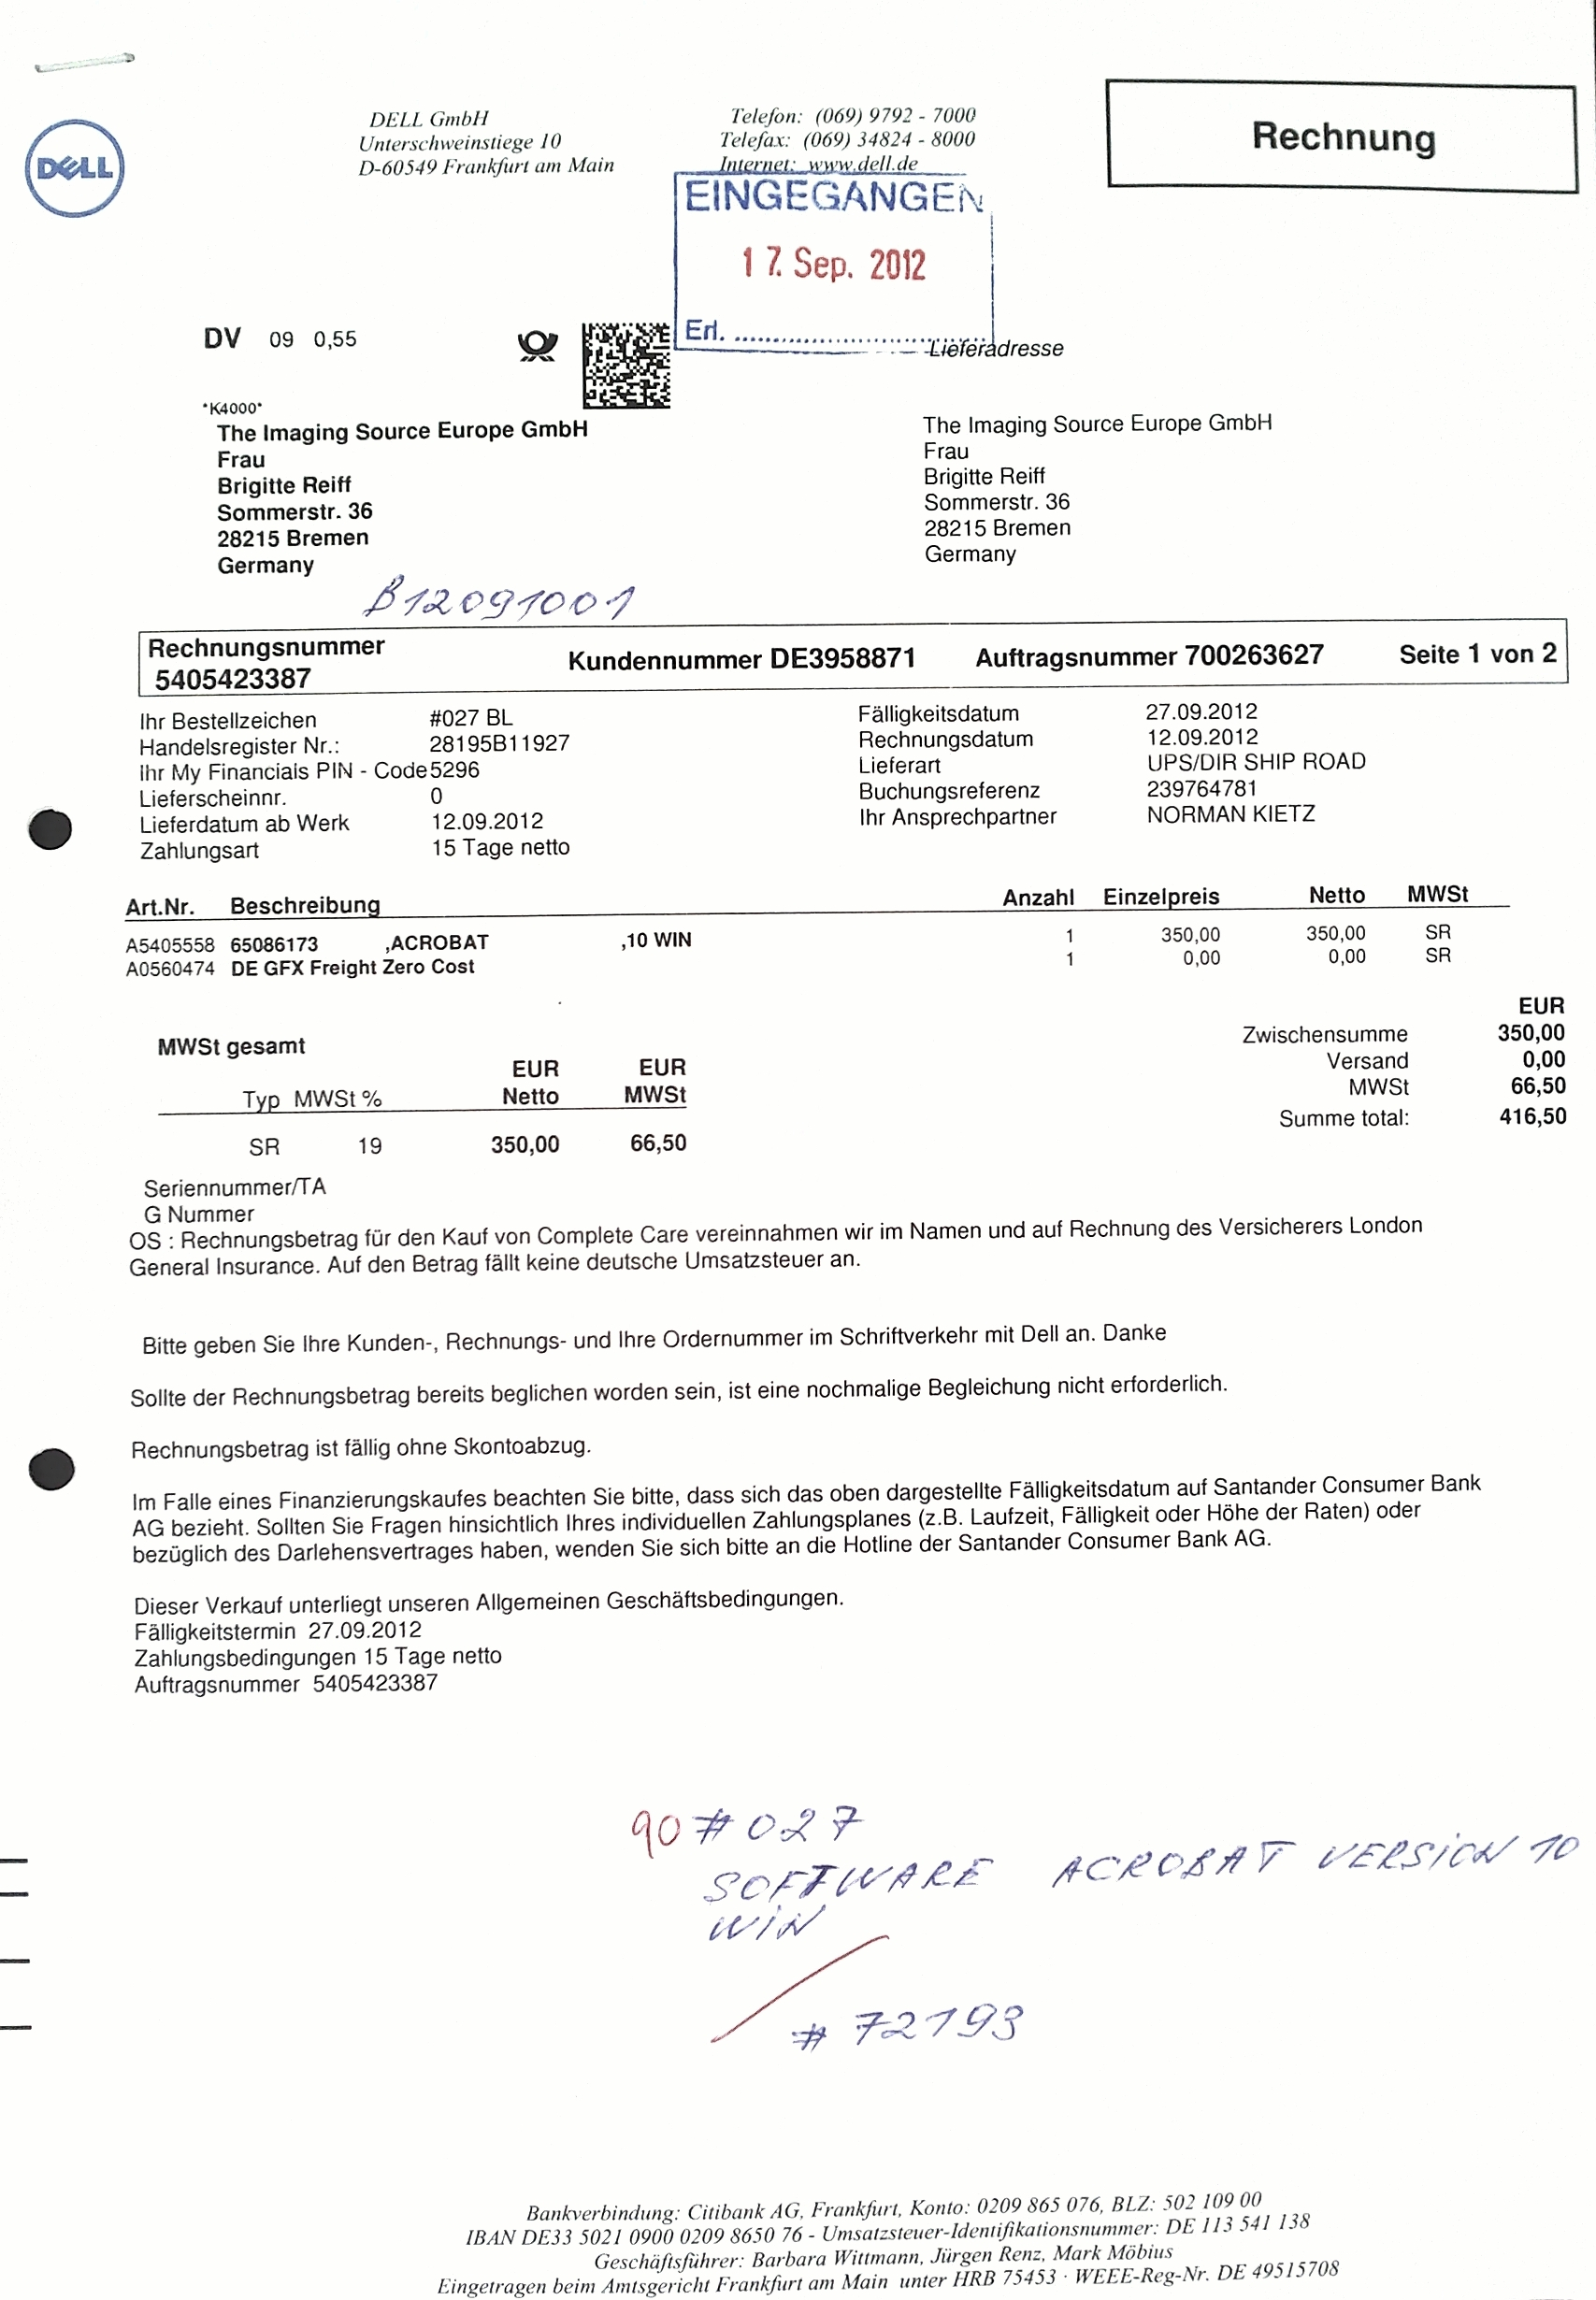 DELL
DELL GmbH
Unterschweinstiege 10
D-60549 Frankfurt am Main
Telefon: (069) 9792 - 7000
Telefax: (069) 34824 - 8000
Internet: www.dell.de
Rechnung
EINGEGANGEN
17. Sep. 2012
Erl. ...............................
DV 09 0,55
Lieferadresse
*K4000*
The Imaging Source Europe GmbH
Frau
Brigitte Reiff
Sommerstr. 36
28215 Bremen
Germany
The Imaging Source Europe GmbH
Frau
Brigitte Reiff
Sommerstr. 36
28215 Bremen
Germany
B12091001
Rechnungsnummer
5405423387
Kundennummer DE3958871 Auftragsnummer 700263627 Seite 1 von 2
Ihr Bestellzeichen #027 BL
Handelsregister Nr.: 28195B11927
Ihr My Financials PIN - Code 5296
Lieferscheinnr. 0
Lieferdatum ab Werk 12.09.2012
Zahlungsart 15 Tage netto
Fälligkeitsdatum 27.09.2012
Rechnungsdatum 12.09.2012
Lieferart UPS/DIR SHIP ROAD
Buchungsreferenz 239764781
Ihr Ansprechpartner NORMAN KIETZ
Art.Nr. Beschreibung Anzahl Einzelpreis Netto MWSt
A5405558 65086173 ,ACROBAT ,10 WIN 1 350,00 350,00 SR
A0560474 DE GFX Freight Zero Cost 1 0,00 0,00 SR
EUR
Zwischensumme 350,00
Versand 0,00
MWSt 66,50
Summe total: 416,50
MWSt gesamt
EUR EUR
Typ MWSt % Netto MWSt
SR 19 350,00 66,50
Seriennummer/TA
G Nummer
OS : Rechnungsbetrag für den Kauf von Complete Care vereinnahmen wir im Namen und auf Rechnung des Versicherers London
General Insurance. Auf den Betrag fällt keine deutsche Umsatzsteuer an.
Bitte geben Sie Ihre Kunden-, Rechnungs- und Ihre Ordernummer im Schriftverkehr mit Dell an. Danke
Sollte der Rechnungsbetrag bereits beglichen worden sein, ist eine nochmalige Begleichung nicht erforderlich.
Rechnungsbetrag ist fällig ohne Skontoabzug.
Im Falle eines Finanzierungskaufes beachten Sie bitte, dass sich das oben dargestellte Fälligkeitsdatum auf Santander Consumer Bank
AG bezieht. Sollten Sie Fragen hinsichtlich Ihres individuellen Zahlungsplanes (z.B. Laufzeit, Fälligkeit oder Höhe der Raten) oder
bezüglich des Darlehensvertrages haben, wenden Sie sich bitte an die Hotline der Santander Consumer Bank AG.
Dieser Verkauf unterliegt unseren Allgemeinen Geschäftsbedingungen.
Fälligkeitstermin 27.09.2012
Zahlungsbedingungen 15 Tage netto
Auftragsnummer 5405423387
90 # 027
SOFTWARE ACROBAT VERSION 10
WIN
# 72193
Bankverbindung: Citibank AG, Frankfurt, Konto: 0209 865 076, BLZ: 502 109 00
IBAN DE33 5021 0900 0209 8650 76 - Umsatzsteuer-Identifikationsnummer: DE 113 541 138
Geschäftsführer: Barbara Wittmann, Jürgen Renz, Mark Möbius
Eingetragen beim Amtsgericht Frankfurt am Main unter HRB 75453 · WEEE-Reg-Nr. DE 49515708